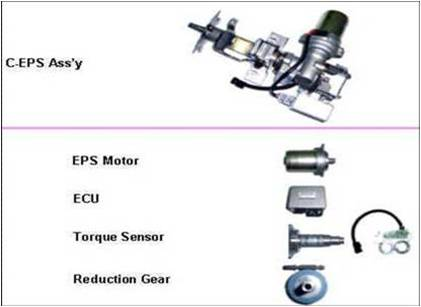 C-EPS Ass'y
EPS Motor
ECU
Torque Sensor
Reduction Gear